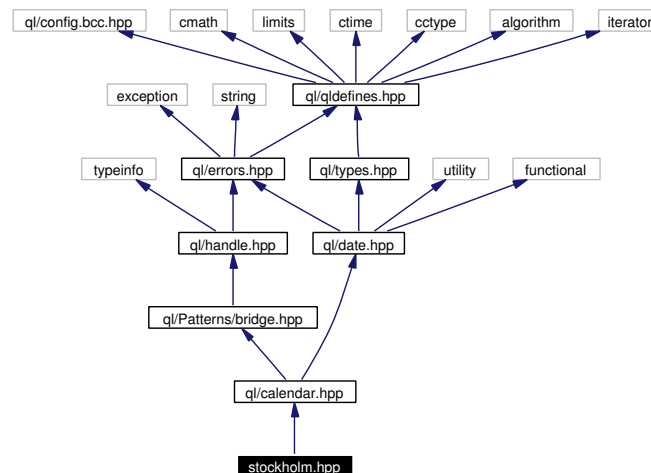 ql/config.bcc.hpp cmath limits ctime cctype algorithm iterator
exception string ql/qldefines.hpp
typeinfo ql/errors.hpp ql/types.hpp utility functional
ql/handle.hpp ql/date.hpp
ql/Patterns/bridge.hpp
ql/calendar.hpp
stockholm.hpp